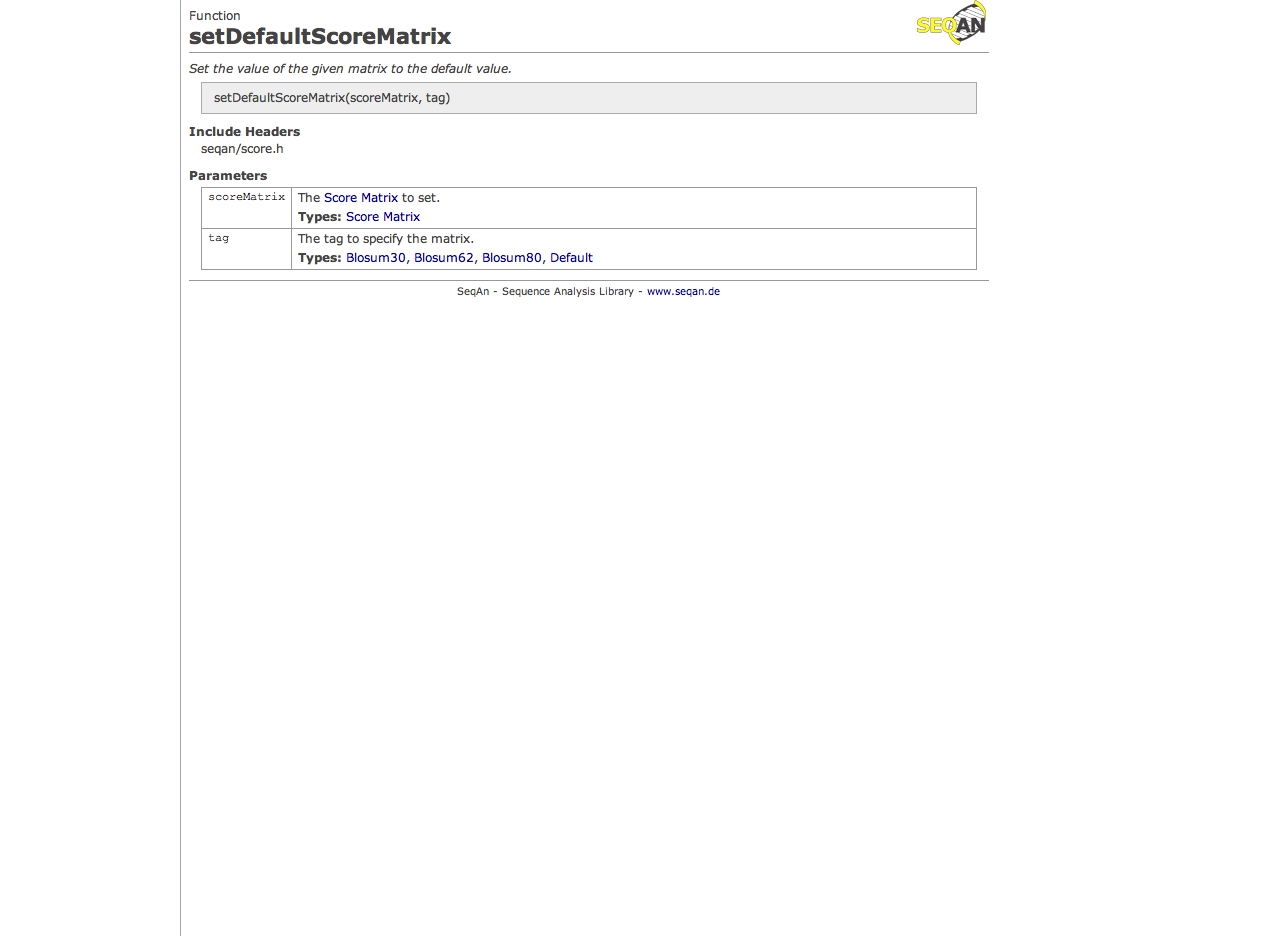 Function
SEQAN
setDefaultScoreMatrix
Set the value of the given matrix to the default value.
setDefaultScoreMatrix(scoreMatrix, tag)
Include Headers
seqan/score.h
Parameters
scoreMatrix The Score Matrix to set.
Types: Score Matrix
tag The tag to specify the matrix.
Types: Blosum30, Blosum62, Blosum80, Default
SeqAn - Sequence Analysis Library - www.seqan.de